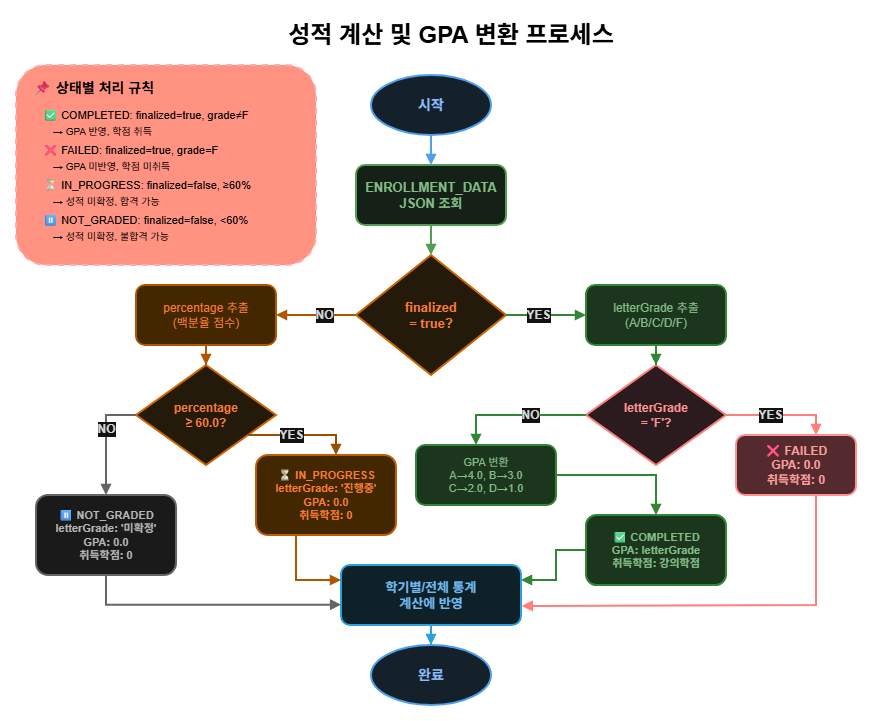 성적 계산 및 GPA 변환 프로세스
📌 상태별 처리 규칙
✅ COMPLETED: finalized=true, grade≠F
→ GPA 반영, 학점 취득
❌ FAILED: finalized=true, grade=F
→ GPA 미반영, 학점 미취득
⏳ IN_PROGRESS: finalized=false, ≥60%
→ 성적 미확정, 합격 가능
⏸️ NOT_GRADED: finalized=false, <60%
→ 성적 미확정, 불합격 가능
시작
ENROLLMENT_DATA
JSON 조회
finalized
= true?
NO
YES
percentage 추출
(백분율 점수)
letterGrade 추출
(A/B/C/D/F)
percentage
≥ 60.0?
NO
YES
letterGrade
= 'F'?
NO
YES
⏸️ NOT_GRADED
letterGrade: '미확정'
GPA: 0.0
취득학점: 0
⏳ IN_PROGRESS
letterGrade: '진행중'
GPA: 0.0
취득학점: 0
GPA 변환
A→4.0, B→3.0
C→2.0, D→1.0
❌ FAILED
GPA: 0.0
취득학점: 0
✅ COMPLETED
GPA: letterGrade
취득학점: 강의학점
학기별/전체 통계
계산에 반영
완료